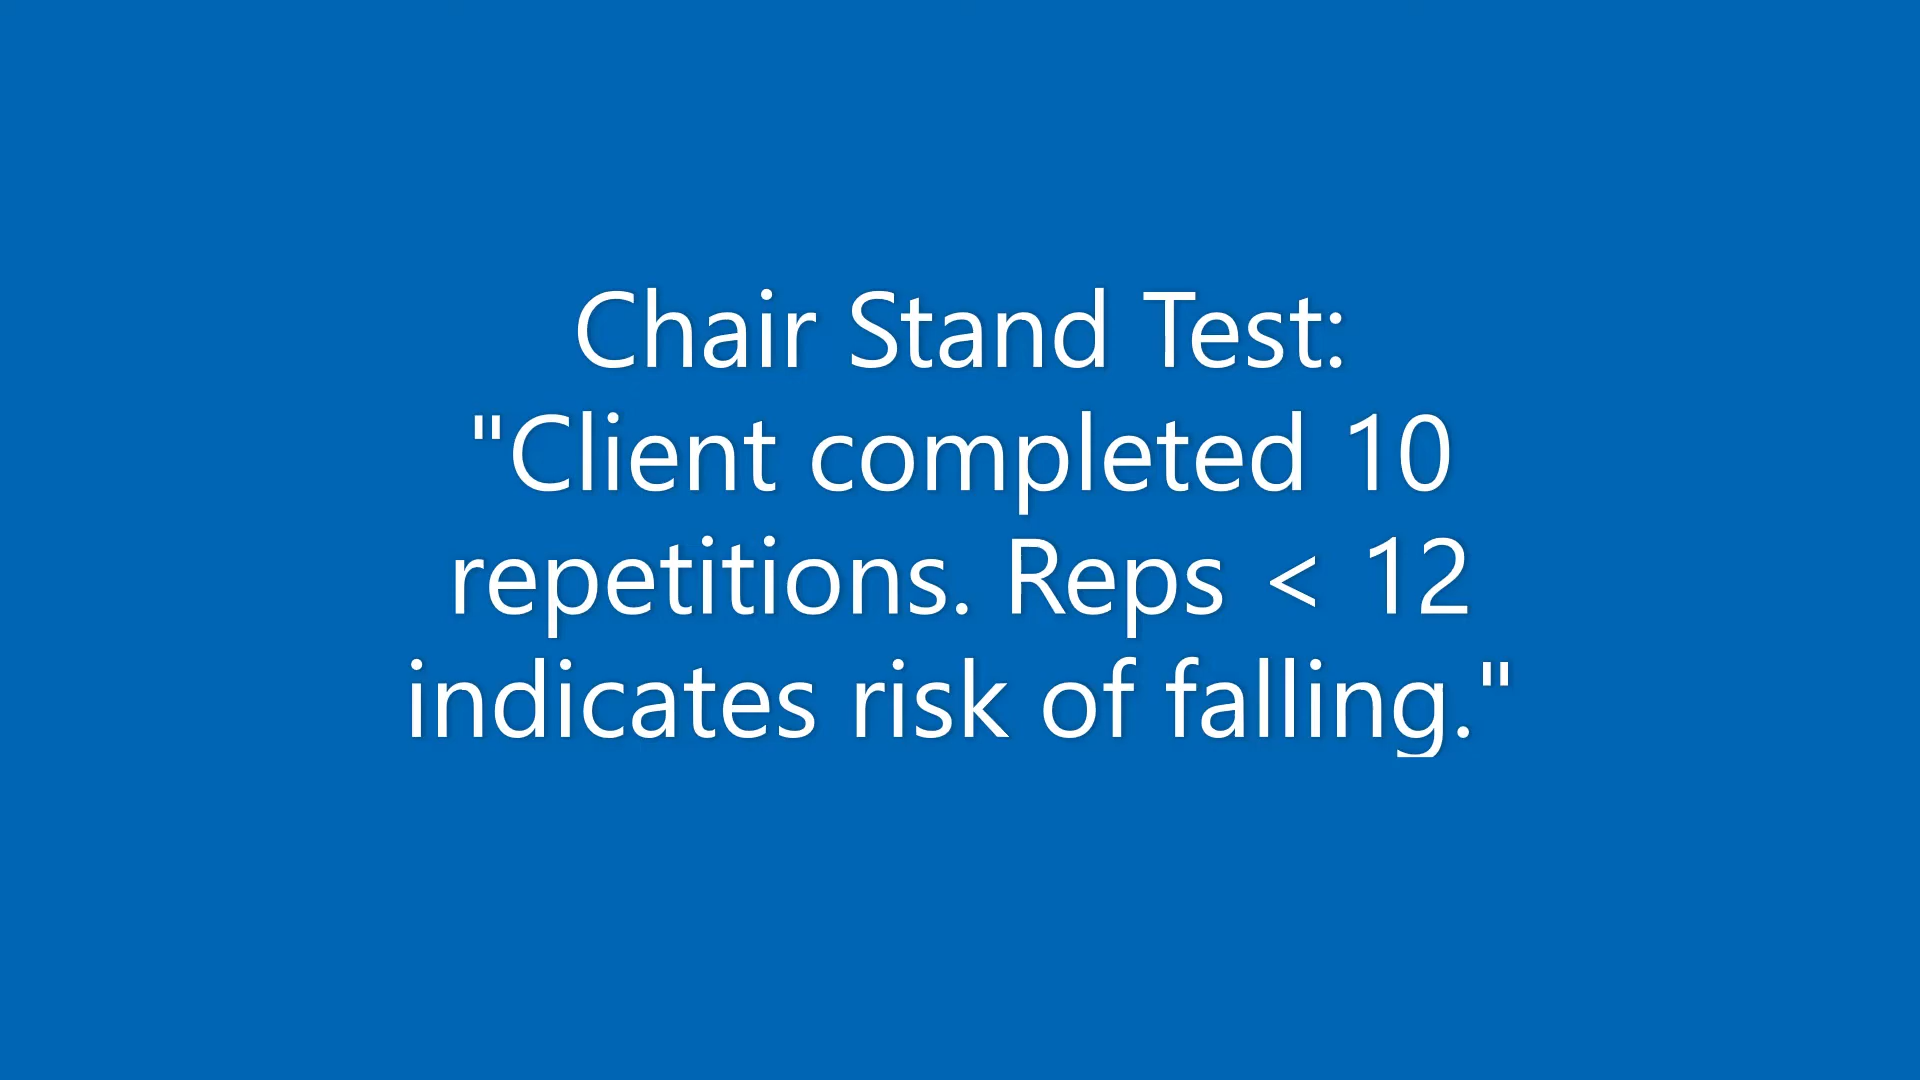 Chair Stand Test:
"Client completed 10
repetitions. Reps < 12
indicates risk of falling."